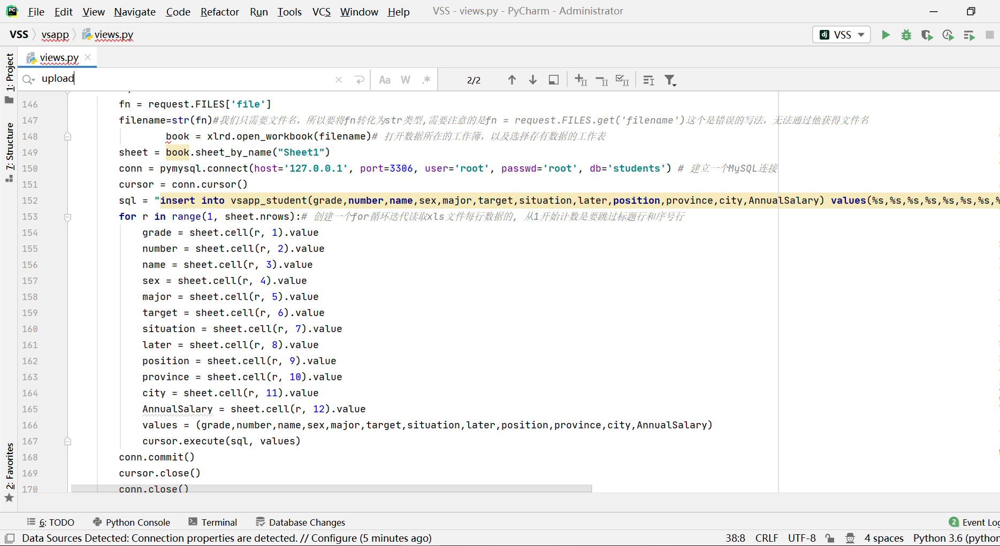 File Edit View Navigate Code Refactor Run Tools VCS Window Help VSS - views.py - PyCharm - Administrator
VSS vsapp views.py
VSS
views.py
upload
Aa W .*
2/2
146 fn = request.FILES['file']
147 filename=str(fn)#我们只需要文件名，所以要将fn转化为str类型,需要注意的是fn = request.FILES.get('filename')这个是错误的写法，无法通过他获得文件名
148 book = xlrd.open_workbook(filename)# 打开数据所在的工作簿，以及选择存有数据的工作表
149 sheet = book.sheet_by_name("Sheet1")
150 conn = pymysql.connect(host='127.0.0.1', port=3306, user='root', passwd='root', db='students') # 建立一个MySQL连接
151 cursor = conn.cursor()
152 sql = "insert into vsapp_student(grade,number,name,sex,major,target,situation,later,position,province,city,AnnualSalary) values(%s,%s,%s,%s,%s,%s,%s,%
153 for r in range(1, sheet.nrows):# 创建一个for循环迭代读取xls文件每行数据的, 从1开始计数是要跳过标题行和序号行
154 grade = sheet.cell(r, 1).value
155 number = sheet.cell(r, 2).value
156 name = sheet.cell(r, 3).value
157 sex = sheet.cell(r, 4).value
158 major = sheet.cell(r, 5).value
159 target = sheet.cell(r, 6).value
160 situation = sheet.cell(r, 7).value
161 later = sheet.cell(r, 8).value
162 position = sheet.cell(r, 9).value
163 province = sheet.cell(r, 10).value
164 city = sheet.cell(r, 11).value
165 AnnualSalary = sheet.cell(r, 12).value
166 values = (grade,number,name,sex,major,target,situation,later,position,province,city,AnnualSalary)
167 cursor.execute(sql, values)
168 conn.commit()
169 cursor.close()
170 conn.close()
1: Project
7: Structure
2: Favorites
6: TODO Python Console Terminal Database Changes 2 Event Log
Data Sources Detected: Connection properties are detected. // Configure (5 minutes ago) 38:8 CRLF UTF-8 4 spaces Python 3.6 (python